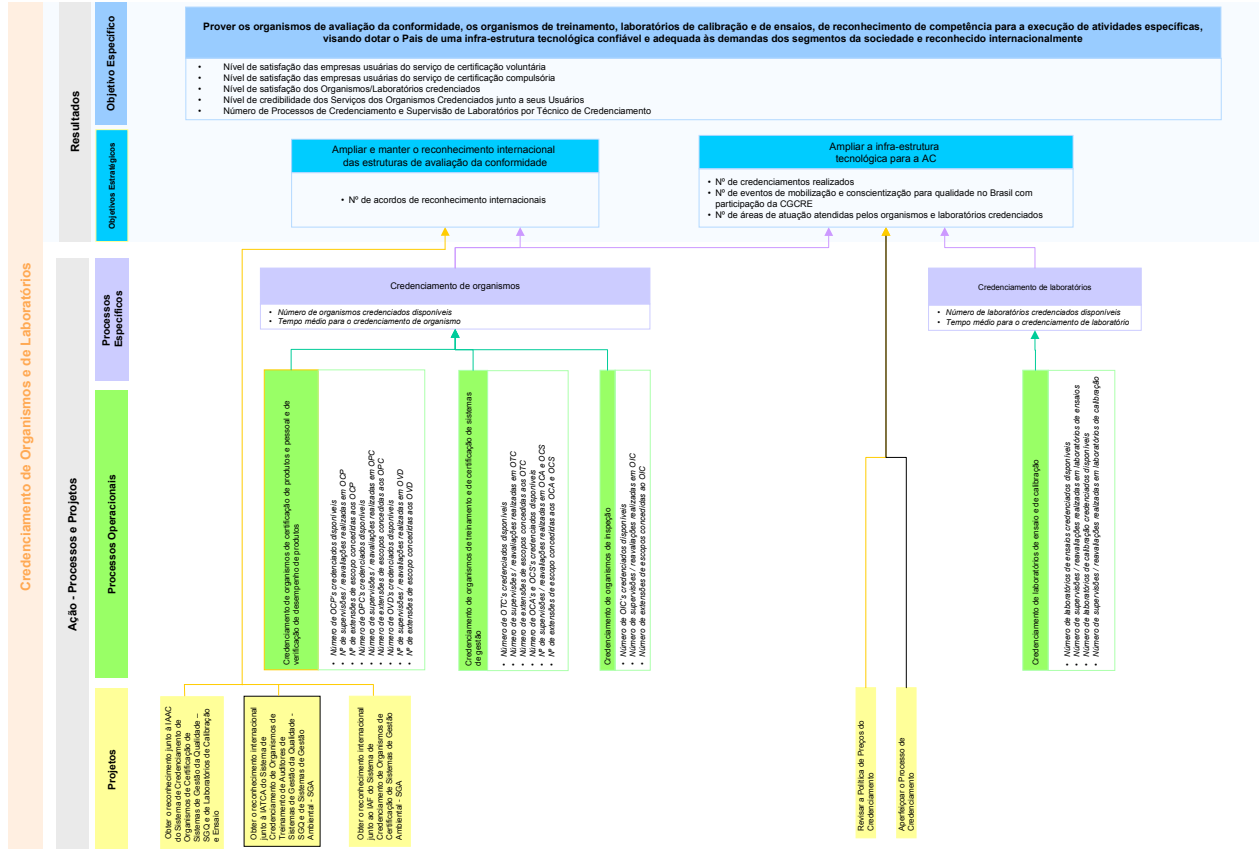 Credenciamento de Organismos e de Laboratórios
Resultados
Objetivo Específico
Prover os organismos de avaliação da conformidade, os organismos de treinamento, laboratórios de calibração e de ensaios, de reconhecimento de competência para a execução de atividades específicas,
visando dotar o País de uma infra-estrutura tecnológica confiável e adequada às demandas dos segmentos da sociedade e reconhecido internacionalmente
• Nível de satisfação das empresas usuárias do serviço de certificação voluntária
• Nível de satisfação das empresas usuárias do serviço de certificação compulsória
• Nível de satisfação dos Organismos/Laboratórios credenciados
• Nível de credibilidade dos Serviços dos Organismos Credenciados junto a seus Usuários
• Número de Processos de Credenciamento e Supervisão de Laboratórios por Técnico de Credenciamento
Objetivos Estratégicos
Ampliar e manter o reconhecimento internacional
das estruturas de avaliação da conformidade
• Nº de acordos de reconhecimento internacionais
Ampliar a infra-estrutura
tecnológica para a AC
• Nº de credenciamentos realizados
• Nº de eventos de mobilização e conscientização para qualidade no Brasil com
participação da CGCRE
• Nº de áreas de atuação atendidas pelos organismos e laboratórios credenciados
Ação - Processos e Projetos
Processos
Específicos
Credenciamento de organismos
• Número de organismos credenciados disponíveis
• Tempo médio para o credenciamento de organismo
Credenciamento de laboratórios
• Número de laboratórios credenciados disponíveis
• Tempo médio para o credenciamento de laboratório
Processos Operacionais
Credenciamento de organismos de certificação de produtos e pessoal e de
verificação de desempenho de produtos
• Número de OCP's credenciados disponíveis
• Nº de supervisões / reavaliações realizadas em OCP
• Nº de extensões de escopo concedidas aos OCP
• Número de OPC's credenciados disponíveis
• Número de supervisões / reavaliações realizadas em OPC
• Número de extensões de escopos concedidas aos OPC
• Número de OVD's credenciados disponíveis
• Nº de supervisões / reavaliações realizadas em OVD
• Nº de extensões de escopo concedidas aos OVD
Credenciamento de organismos de treinamento e de certificação de sistemas
de gestão
• Número de OTC's credenciados disponíveis
• Número de supervisões / reavaliações realizadas em OTC
• Número de extensões de escopos concedidas aos OTC
• Número de OCA's e OCS's credenciados disponíveis
• Nº de supervisões / reavaliações realizadas em OCA e OCS
• Nº de extensões de escopo concedidas aos OCA e OCS
Credenciamento de organismos de inspeção
• Número de OIC's credenciados disponíveis
• Número de supervisões / reavaliações realizadas em OIC
• Número de extensões de escopos concedidas ao OIC
Credenciamento de laboratórios de ensaio e de calibração
• Número de laboratórios de ensaios credenciados disponíveis
• Número de supervisões / reavaliações realizadas em laboratórios de ensaios
• Número de laboratórios de calibração credenciados disponíveis
• Número de supervisões / reavaliações realizadas em laboratórios de calibração
Projetos
Obter o reconhecimento junto à IAAC
do Sistema de Credenciamento de
Organismos de Certificação de
Sistemas de Gestão da Qualidade –
SGQ e de Laboratórios de Calibração
e Ensaio
Obter o reconhecimento internacional
junto à IATCA do Sistema de
Credenciamento de Organismos de
Treinamento de Auditores de
Sistemas de Gestão da Qualidade -
SGQ e de Sistemas de Gestão
Ambiental - SGA
Obter o reconhecimento internacional
junto ao IAF do Sistema de
Credenciamento de Organismos de
Certificação de Sistemas de Gestão
Ambiental - SGA
Revisar a Política de Preços do
Credenciamento
Aperfeiçoar o Processo de
Credenciamento